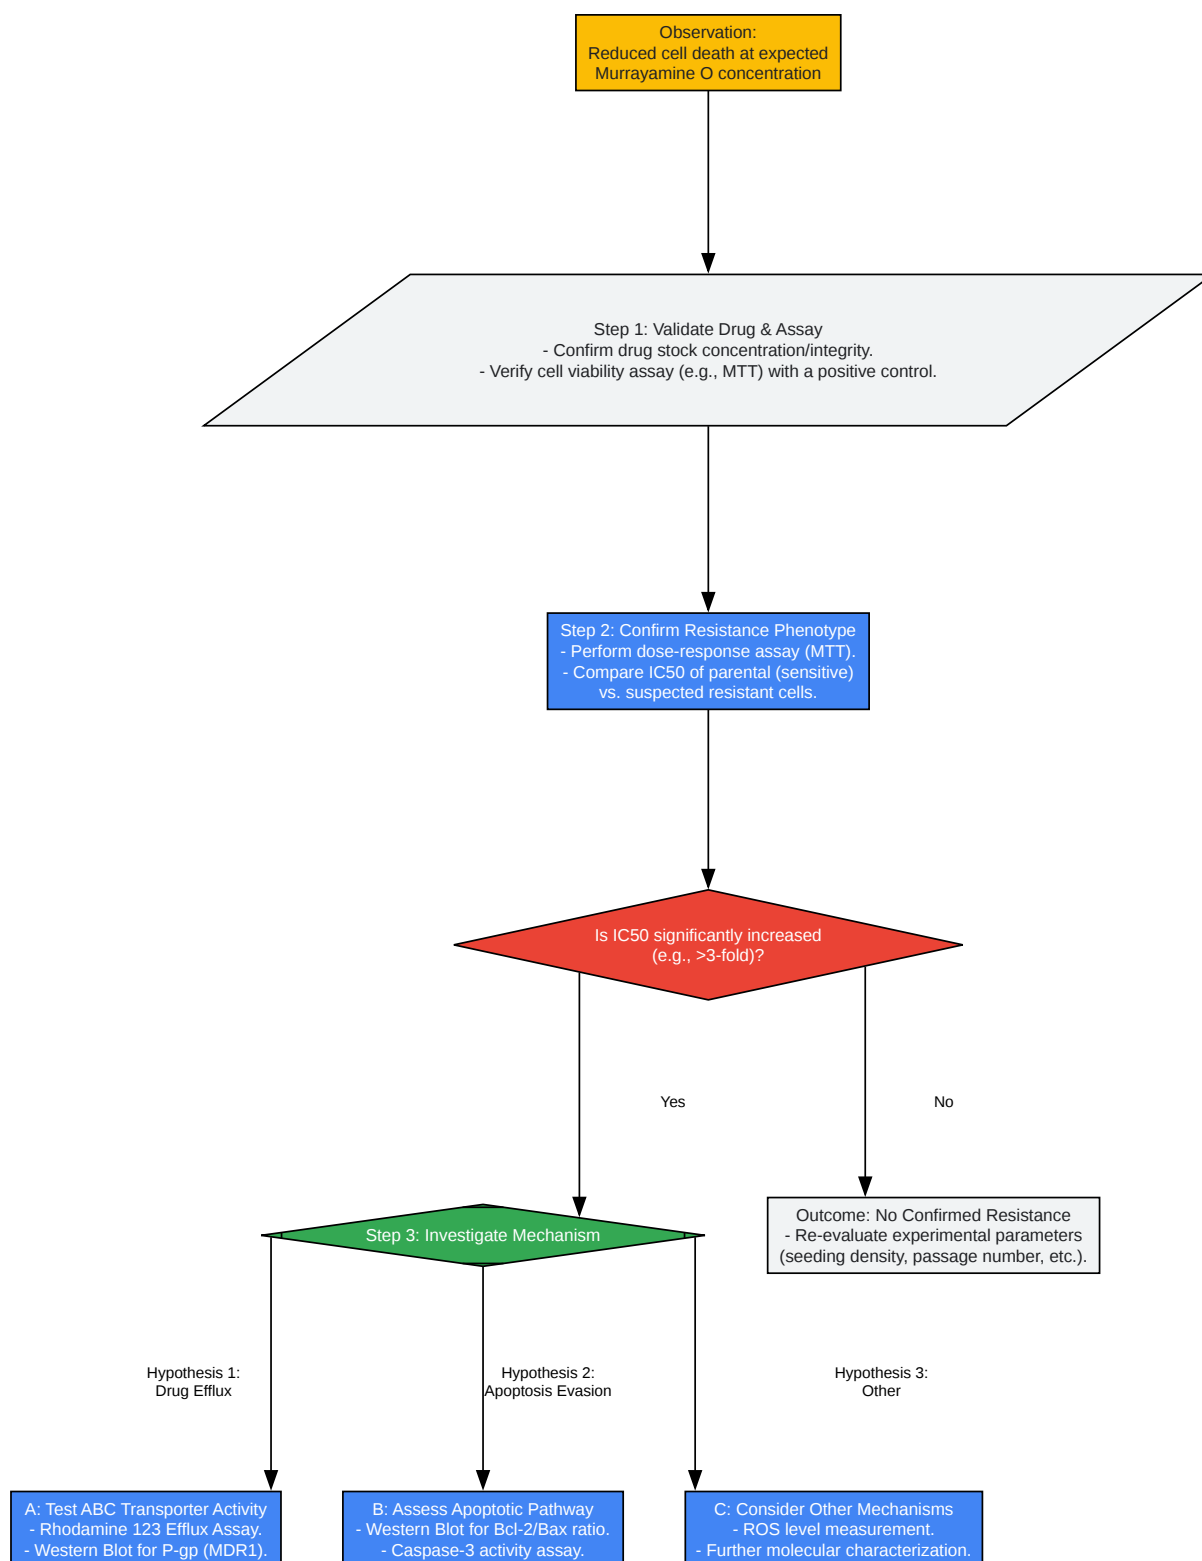 Observation:
Reduced cell death at expected
Murrayamine O concentration
Step 1: Validate Drug & Assay
- Confirm drug stock concentration/integrity.
- Verify cell viability assay (e.g., MTT) with a positive control.
Step 2: Confirm Resistance Phenotype
- Perform dose-response assay (MTT).
- Compare IC50 of parental (sensitive)
vs. suspected resistant cells.
Is IC50 significantly increased
(e.g., >3-fold)?
Yes
No
Step 3: Investigate Mechanism
Outcome: No Confirmed Resistance
- Re-evaluate experimental parameters
(seeding density, passage number, etc.).
Hypothesis 1:
Drug Efflux
Hypothesis 2:
Apoptosis Evasion
Hypothesis 3:
Other
A: Test ABC Transporter Activity
- Rhodamine 123 Efflux Assay.
- Western Blot for P-gp (MDR1).
B: Assess Apoptotic Pathway
- Western Blot for Bcl-2/Bax ratio.
- Caspase-3 activity assay.
C: Consider Other Mechanisms
- ROS level measurement.
- Further molecular characterization.